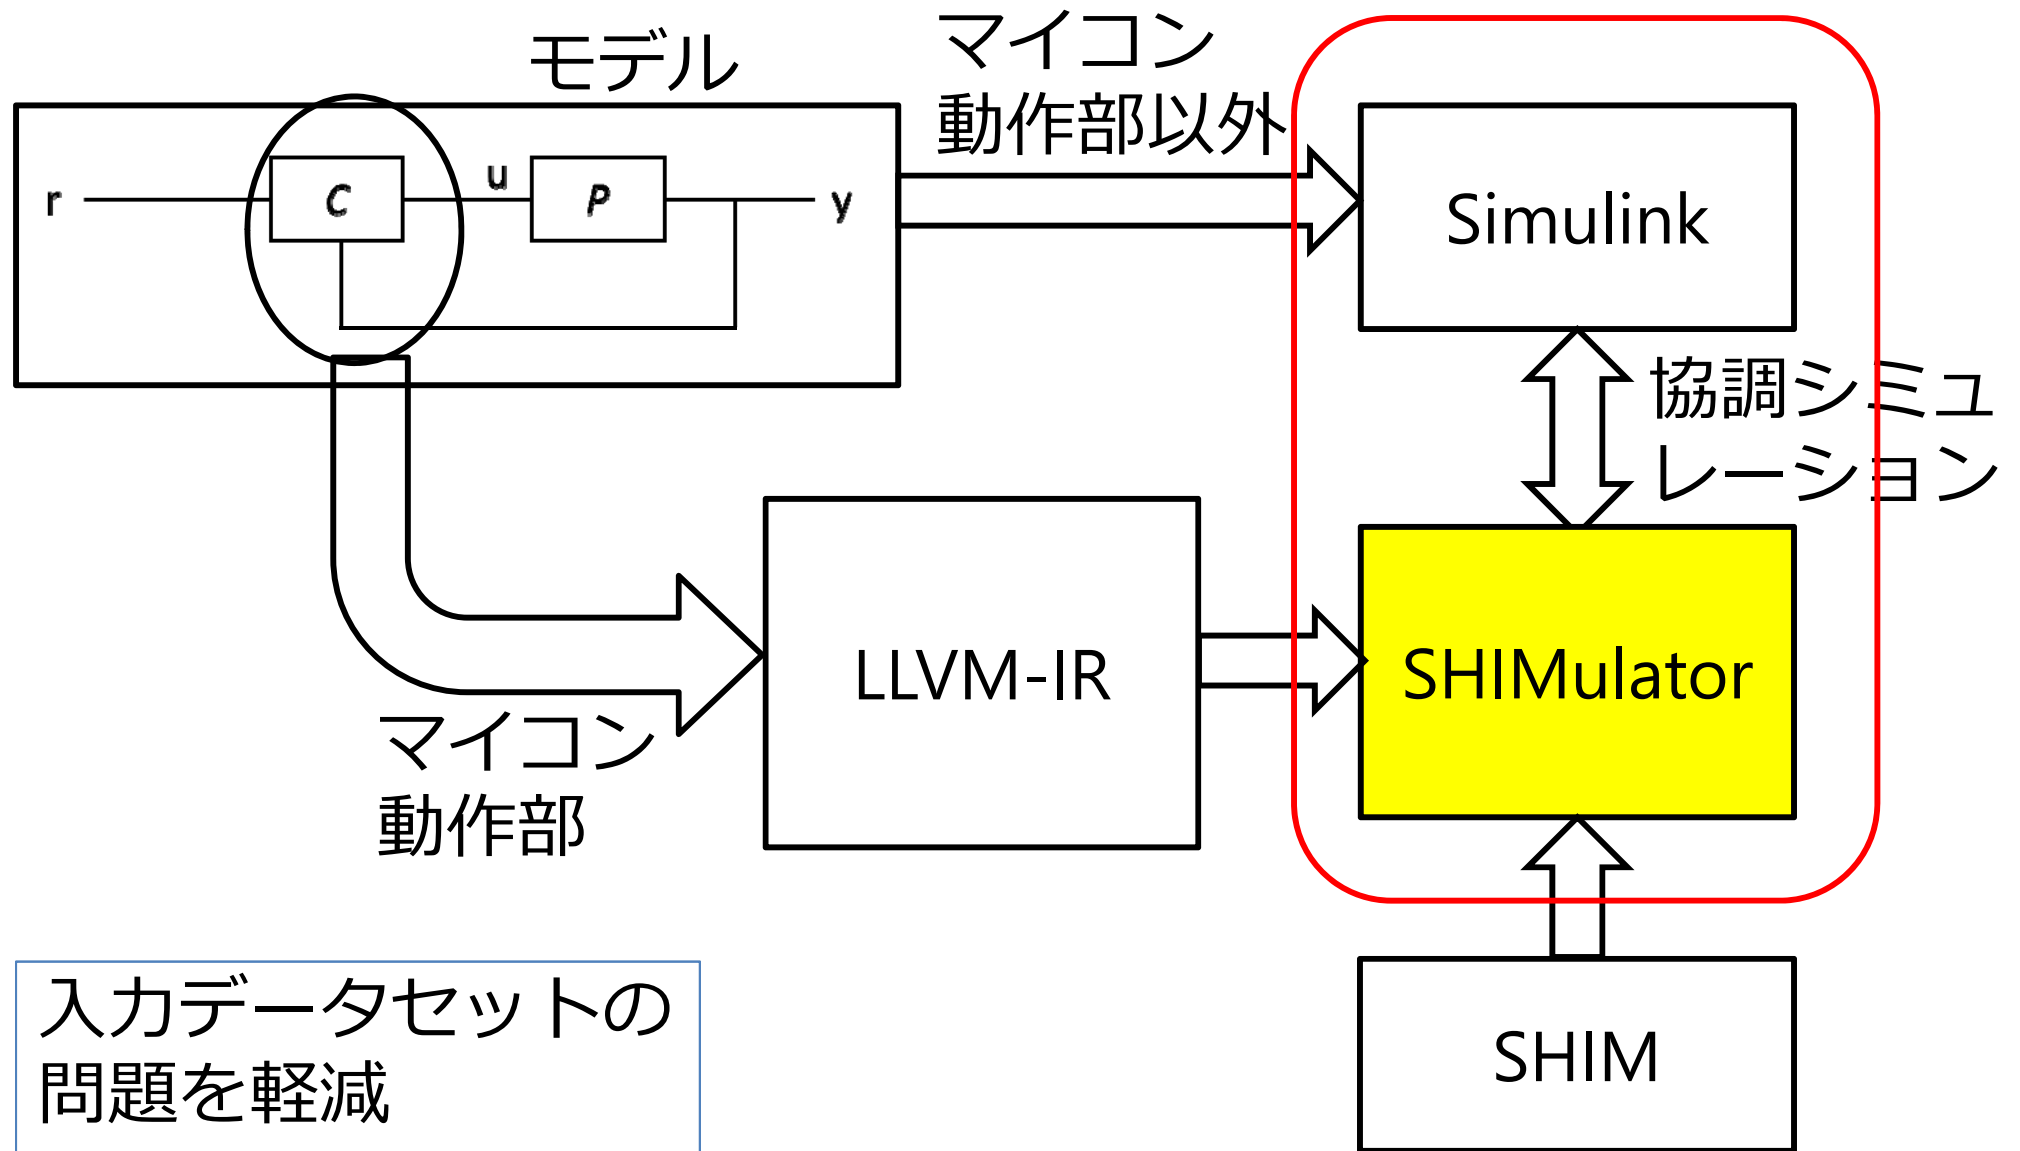 モデル
マイコン
動作部以外
r
C
u
P
y
Simulink
協調シミュ
レーション
LLVM-IR
SHIMulator
マイコン
動作部
入力データセットの
問題を軽減
SHIM